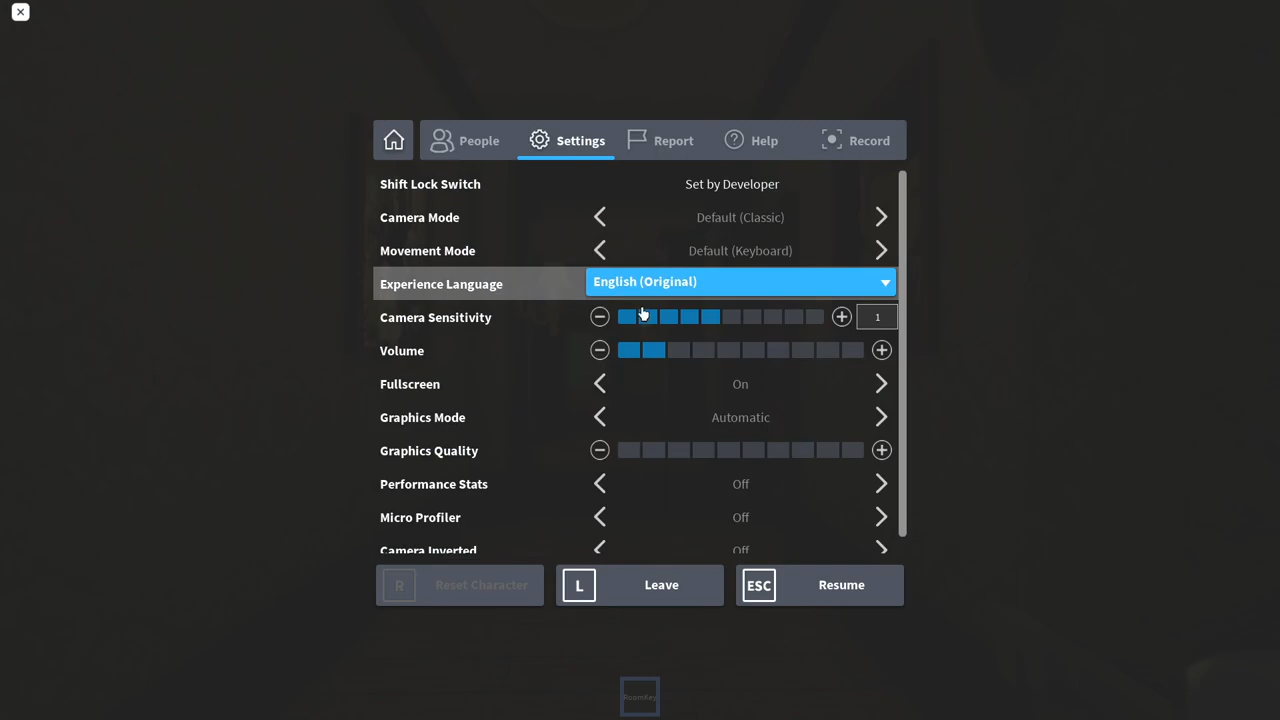 People
Settings
Report
Help
Record
Shift Lock Switch
Set by Developer
Camera Mode
Default (Classic)
Movement Mode
Default (Keyboard)
Experience Language
English (Original)
Camera Sensitivity
1
Volume
Fullscreen
On
Graphics Mode
Automatic
Graphics Quality
Performance Stats
Off
Micro Profiler
Off
Camera Inverted
Off
R
Reset Character
L
Leave
ESC
Resume
RoomKey